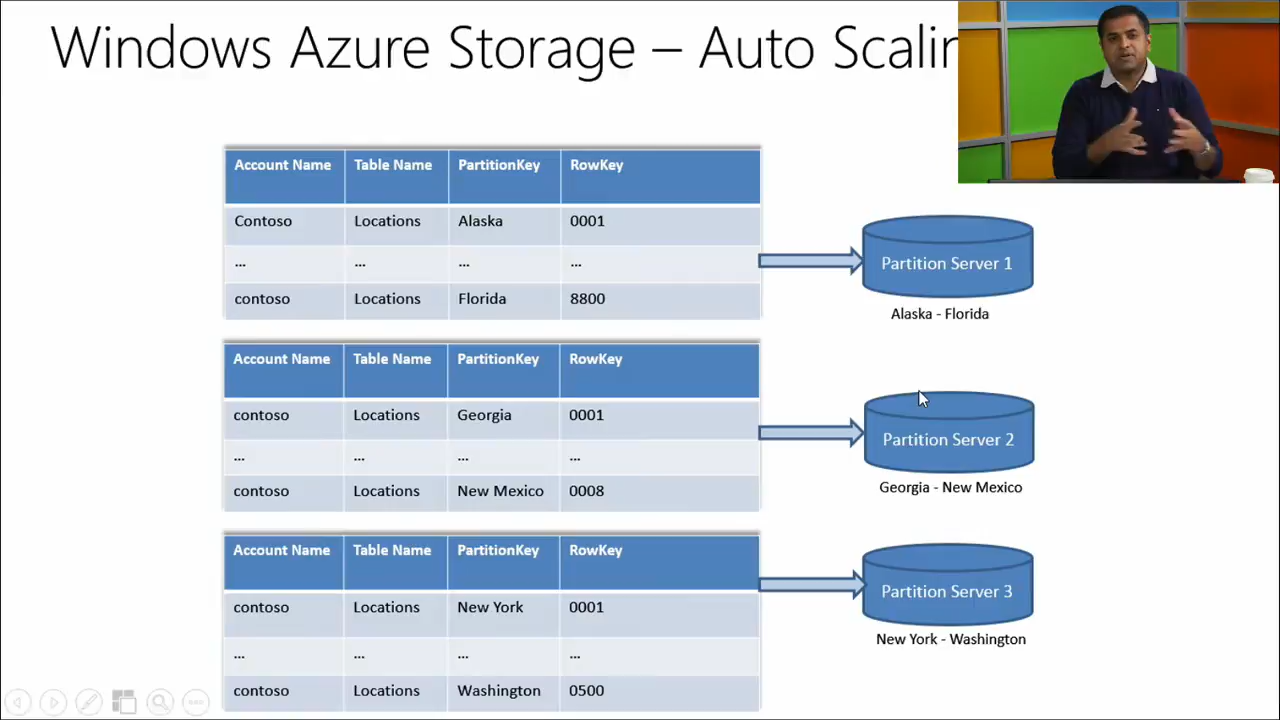 Windows Azure Storage – Auto Scalin
Account Name Table Name PartitionKey RowKey
Contoso Locations Alaska 0001
... ... ... ...
contoso Locations Florida 8800
Partition Server 1
Alaska - Florida
Account Name Table Name PartitionKey RowKey
contoso Locations Georgia 0001
... ... ... ...
contoso Locations New Mexico 0008
Partition Server 2
Georgia - New Mexico
Account Name Table Name PartitionKey RowKey
contoso Locations New York 0001
... ... ... ...
contoso Locations Washington 0500
Partition Server 3
New York - Washington